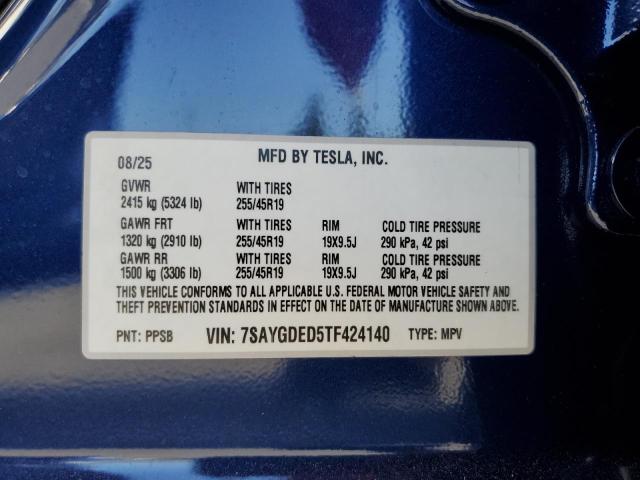 08/25 MFD BY TESLA, INC.
GVWR WITH TIRES
2415 kg (5324 lb) 255/45R19
GAWR FRT WITH TIRES RIM COLD TIRE PRESSURE
1320 kg (2910 lb) 255/45R19 19X9.5J 290 kPa, 42 psi
GAWR RR WITH TIRES RIM COLD TIRE PRESSURE
1500 kg (3306 lb) 255/45R19 19X9.5J 290 kPa, 42 psi
THIS VEHICLE CONFORMS TO ALL APPLICABLE U.S. FEDERAL MOTOR VEHICLE SAFETY AND
THEFT PREVENTION STANDARDS IN EFFECT ON THE DATE OF MANUFACTURE SHOWN ABOVE.
PNT: PPSB VIN: 7SAYGDED5TF424140 TYPE: MPV